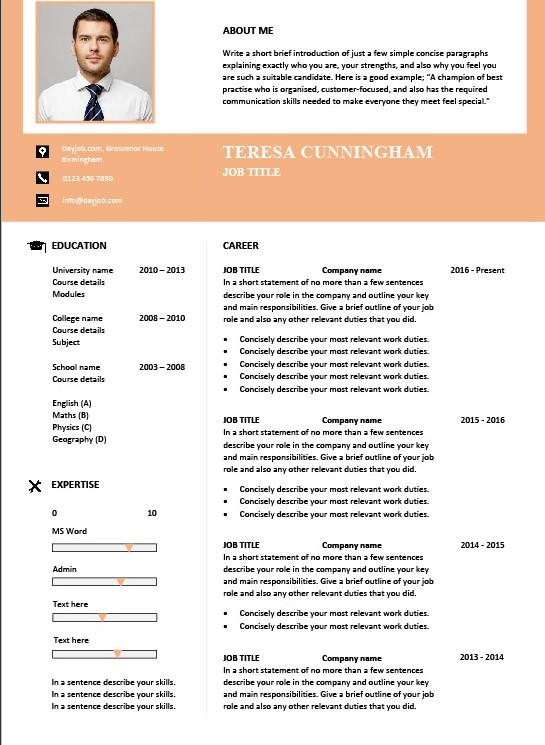 ABOUT ME
Write a short brief introduction of just a few simple concise paragraphs
explaining exactly who you are, your strengths, and also why you feel you
are such a suitable candidate. Here is a good example; “A champion of best
practise who is organised, customer-focused, and also has the required
communication skills needed to make everyone they meet feel special.”
Dayjob.com, Grosvenor House
Birmingham
0123 456 7890
info@dayjob.com
TERESA CUNNINGHAM
JOB TITLE
EDUCATION
University name 2010 – 2013
Course details
Modules
College name 2008 – 2010
Course details
Subject
School name 2003 – 2008
Course details
English (A)
Maths (B)
Physics (C)
Geography (D)
EXPERTISE
0 10
MS Word
Admin
Text here
Text here
In a sentence describe your skills.
In a sentence describe your skills.
In a sentence describe your skills.
CAREER
JOB TITLE Company name 2016 - Present
In a short statement of no more than a few sentences
describe your role in the company and outline your key
and main responsibilities. Give a brief outline of your job
role and also any other relevant duties that you did.
• Concisely describe your most relevant work duties.
• Concisely describe your most relevant work duties.
• Concisely describe your most relevant work duties.
• Concisely describe your most relevant work duties.
• Concisely describe your most relevant work duties.
JOB TITLE Company name 2015 - 2016
In a short statement of no more than a few sentences
describe your role in the company and outline your key
and main responsibilities. Give a brief outline of your job
role and also any other relevant duties that you did.
• Concisely describe your most relevant work duties.
• Concisely describe your most relevant work duties.
• Concisely describe your most relevant work duties.
JOB TITLE Company name 2014 - 2015
In a short statement of no more than a few sentences
describe your role in the company and outline your key
and main responsibilities. Give a brief outline of your job
role and also any other relevant duties that you did.
• Concisely describe your most relevant work duties.
• Concisely describe your most relevant work duties.
JOB TITLE Company name 2013 - 2014
In a short statement of no more than a few sentences
describe your role in the company and outline your key
and main responsibilities. Give a brief outline of your job
role and also any other relevant duties that you did.